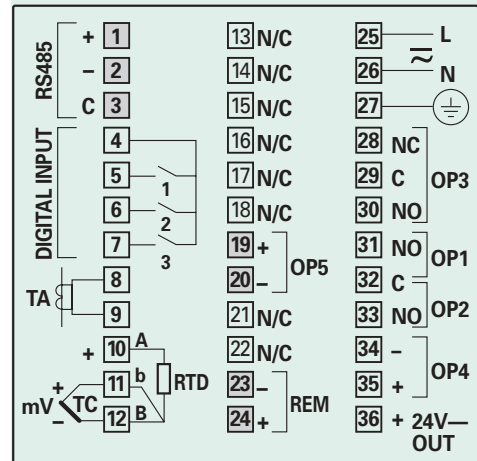 RS485
+ 1
– 2
C 3
DIGITAL INPUT
4
5 1
6 2
7 3
TA
8
9
+ 10 A
mV + – TC
11 b
12 B
RTD
13 N/C
14 N/C
15 N/C
16 N/C
17 N/C
18 N/C
19 +
20 –
OP5
21 N/C
22 N/C
23 –
24 +
REM
25 L
26 N
27
28 NC
29 C
30 NO
OP3
31 NO
OP1
32 C
33 NO
OP2
34 –
35 +
OP4
36 + 24V—
OUT